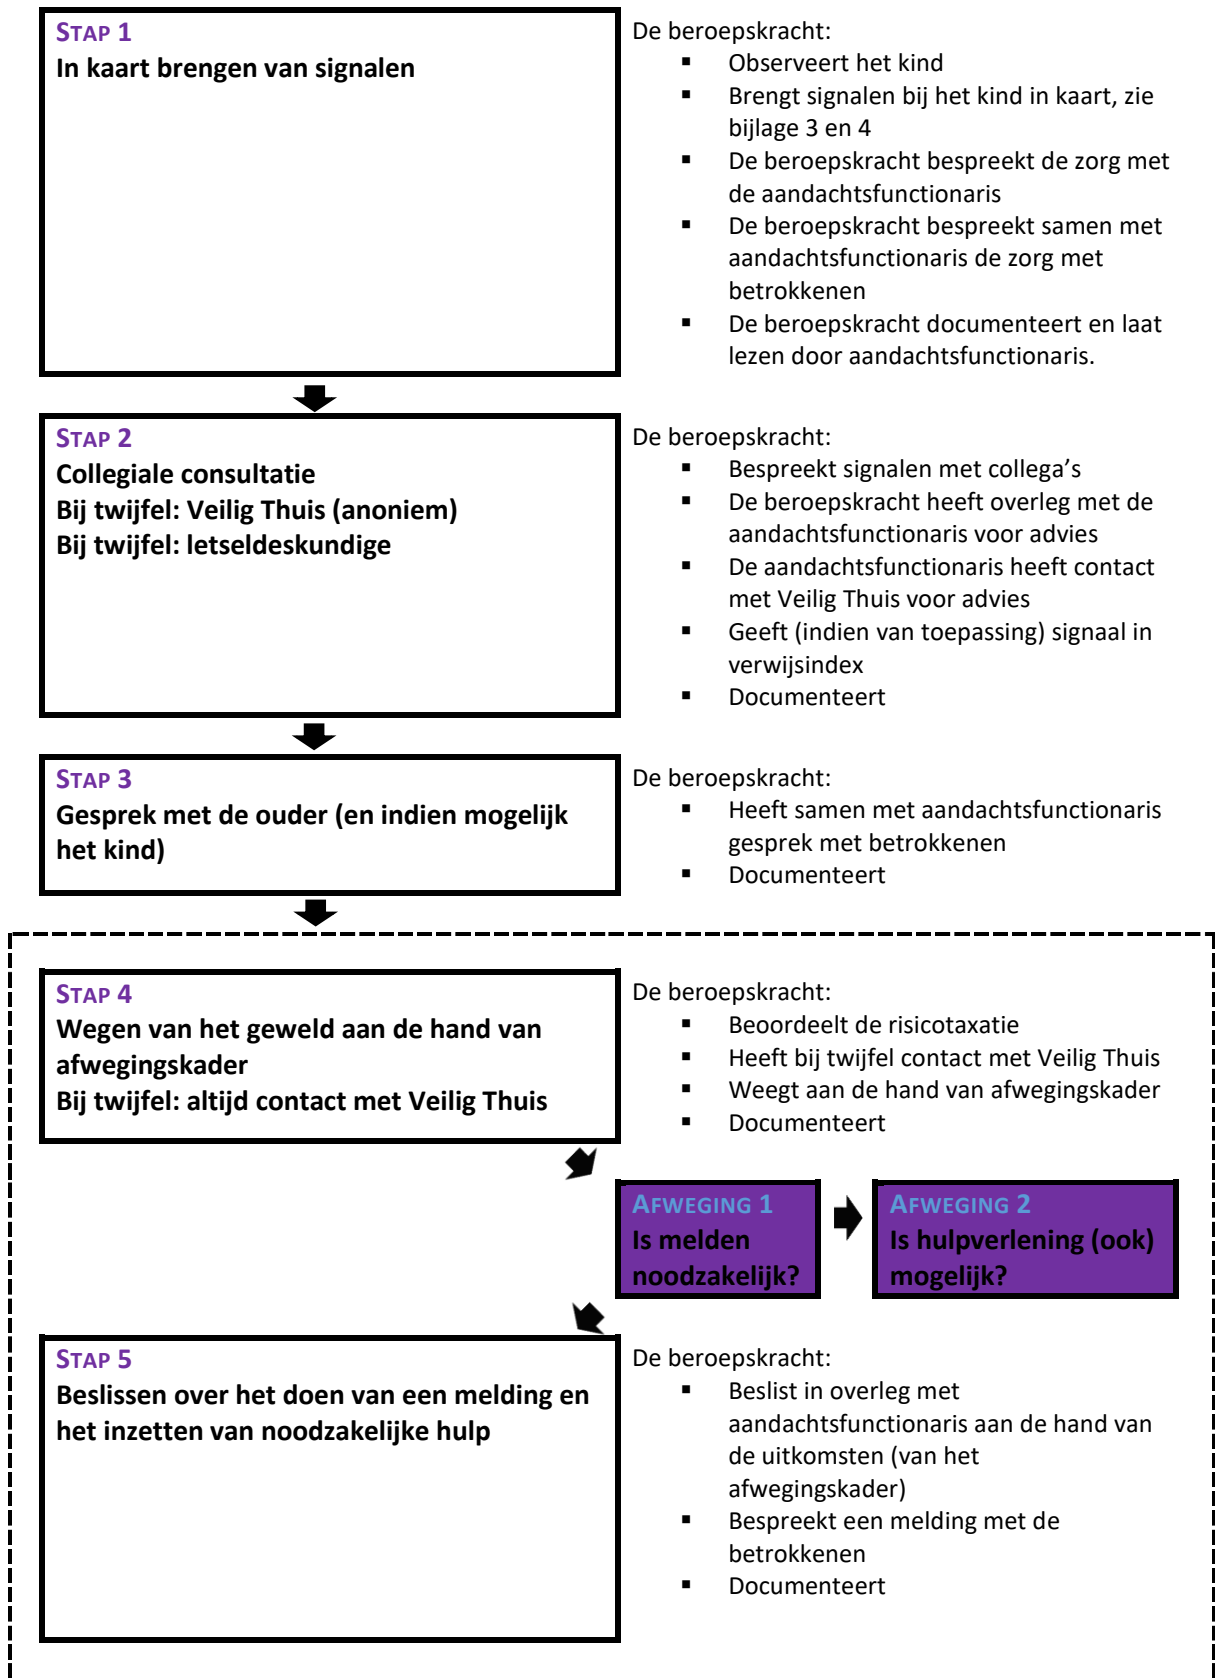 STAP 1
In kaart brengen van signalen
De beroepskracht:
▪ Observeert het kind
▪ Brengt signalen bij het kind in kaart, zie
bijlage 3 en 4
▪ De beroepskracht bespreekt de zorg met
de aandachtsfunctionaris
▪ De beroepskracht bespreekt samen met
aandachtsfunctionaris de zorg met
betrokkenen
▪ De beroepskracht documenteert en laat
lezen door aandachtsfunctionaris.
STAP 2
Collegiale consultatie
Bij twijfel: Veilig Thuis (anoniem)
Bij twijfel: letseldeskundige
De beroepskracht:
▪ Bespreekt signalen met collega’s
▪ De beroepskracht heeft overleg met de
aandachtsfunctionaris voor advies
▪ De aandachtsfunctionaris heeft contact
met Veilig Thuis voor advies
▪ Geeft (indien van toepassing) signaal in
verwijsindex
▪ Documenteert
STAP 3
Gesprek met de ouder (en indien mogelijk
het kind)
De beroepskracht:
▪ Heeft samen met aandachtsfunctionaris
gesprek met betrokkenen
▪ Documenteert
STAP 4
Wegen van het geweld aan de hand van
afwegingskader
Bij twijfel: altijd contact met Veilig Thuis
De beroepskracht:
▪ Beoordeelt de risicotaxatie
▪ Heeft bij twijfel contact met Veilig Thuis
▪ Weegt aan de hand van afwegingskader
▪ Documenteert
AFWEGING 1
Is melden
noodzakelijk?
AFWEGING 2
Is hulpverlening (ook)
mogelijk?
STAP 5
Beslissen over het doen van een melding en
het inzetten van noodzakelijke hulp
De beroepskracht:
▪ Beslist in overleg met
aandachtsfunctionaris aan de hand van
de uitkomsten (van het
afwegingskader)
▪ Bespreekt een melding met de
betrokkenen
▪ Documenteert